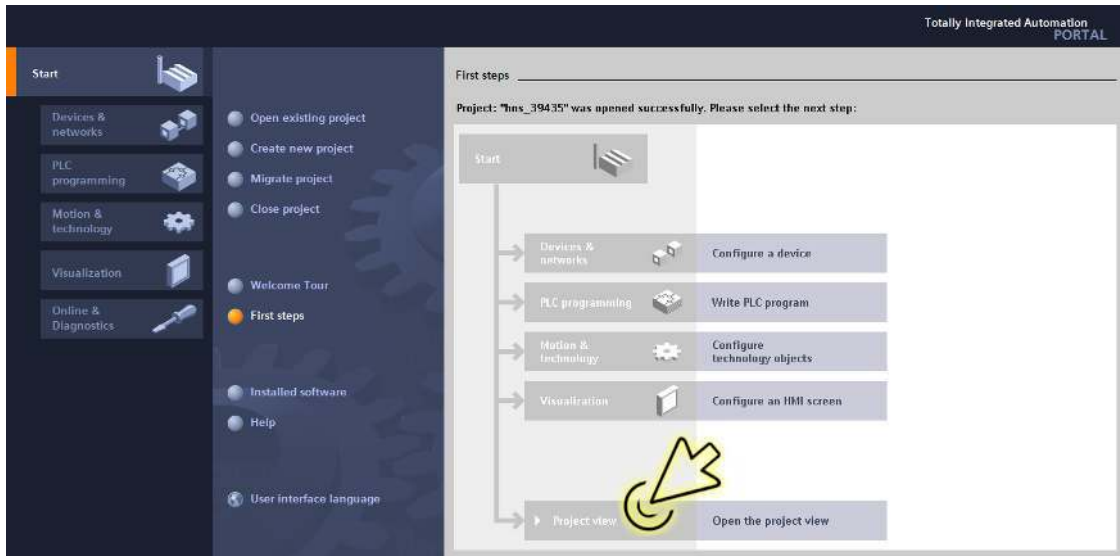 Totally Integrated Automation
PORTAL
Start
Devices &
networks
PLC
programming
Motion &
technology
Visualization
Online &
Diagnostics
Open existing project
Create new project
Migrate project
Close project
Welcome Tour
First steps
Installed software
Help
User interface language
First steps
Project: "hns_39435" was opened successfully. Please select the next step:
Start
Devices &
networks
Configure a device
PLC programming
Write PLC program
Motion &
technology
Configure
technology objects
Visualization
Configure an HMI screen
Project view
Open the project view